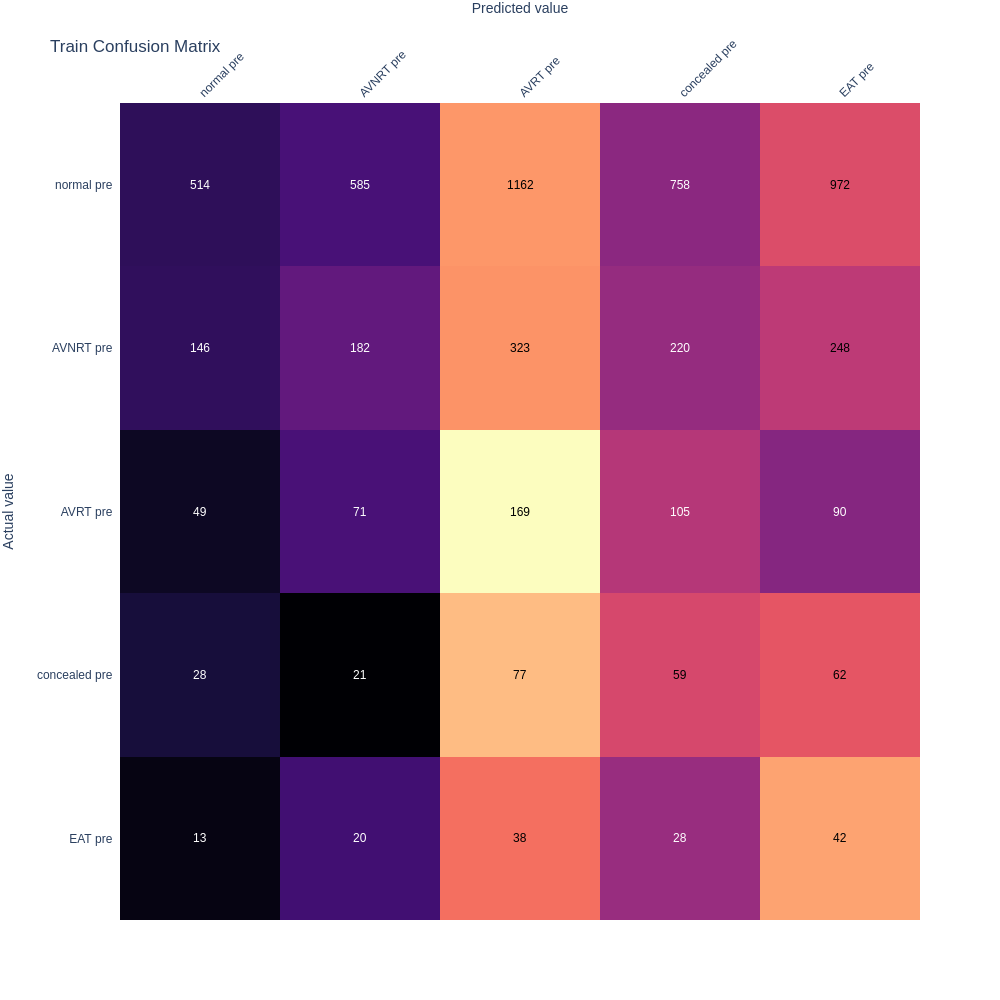 Predicted value
Train Confusion Matrix
normal pre AVNRT pre AVRT pre concealed pre EAT pre
normal pre 514 585 1162 758 972
AVNRT pre 146 182 323 220 248
AVRT pre 49 71 169 105 90
concealed pre 28 21 77 59 62
EAT pre 13 20 38 28 42
Actual value